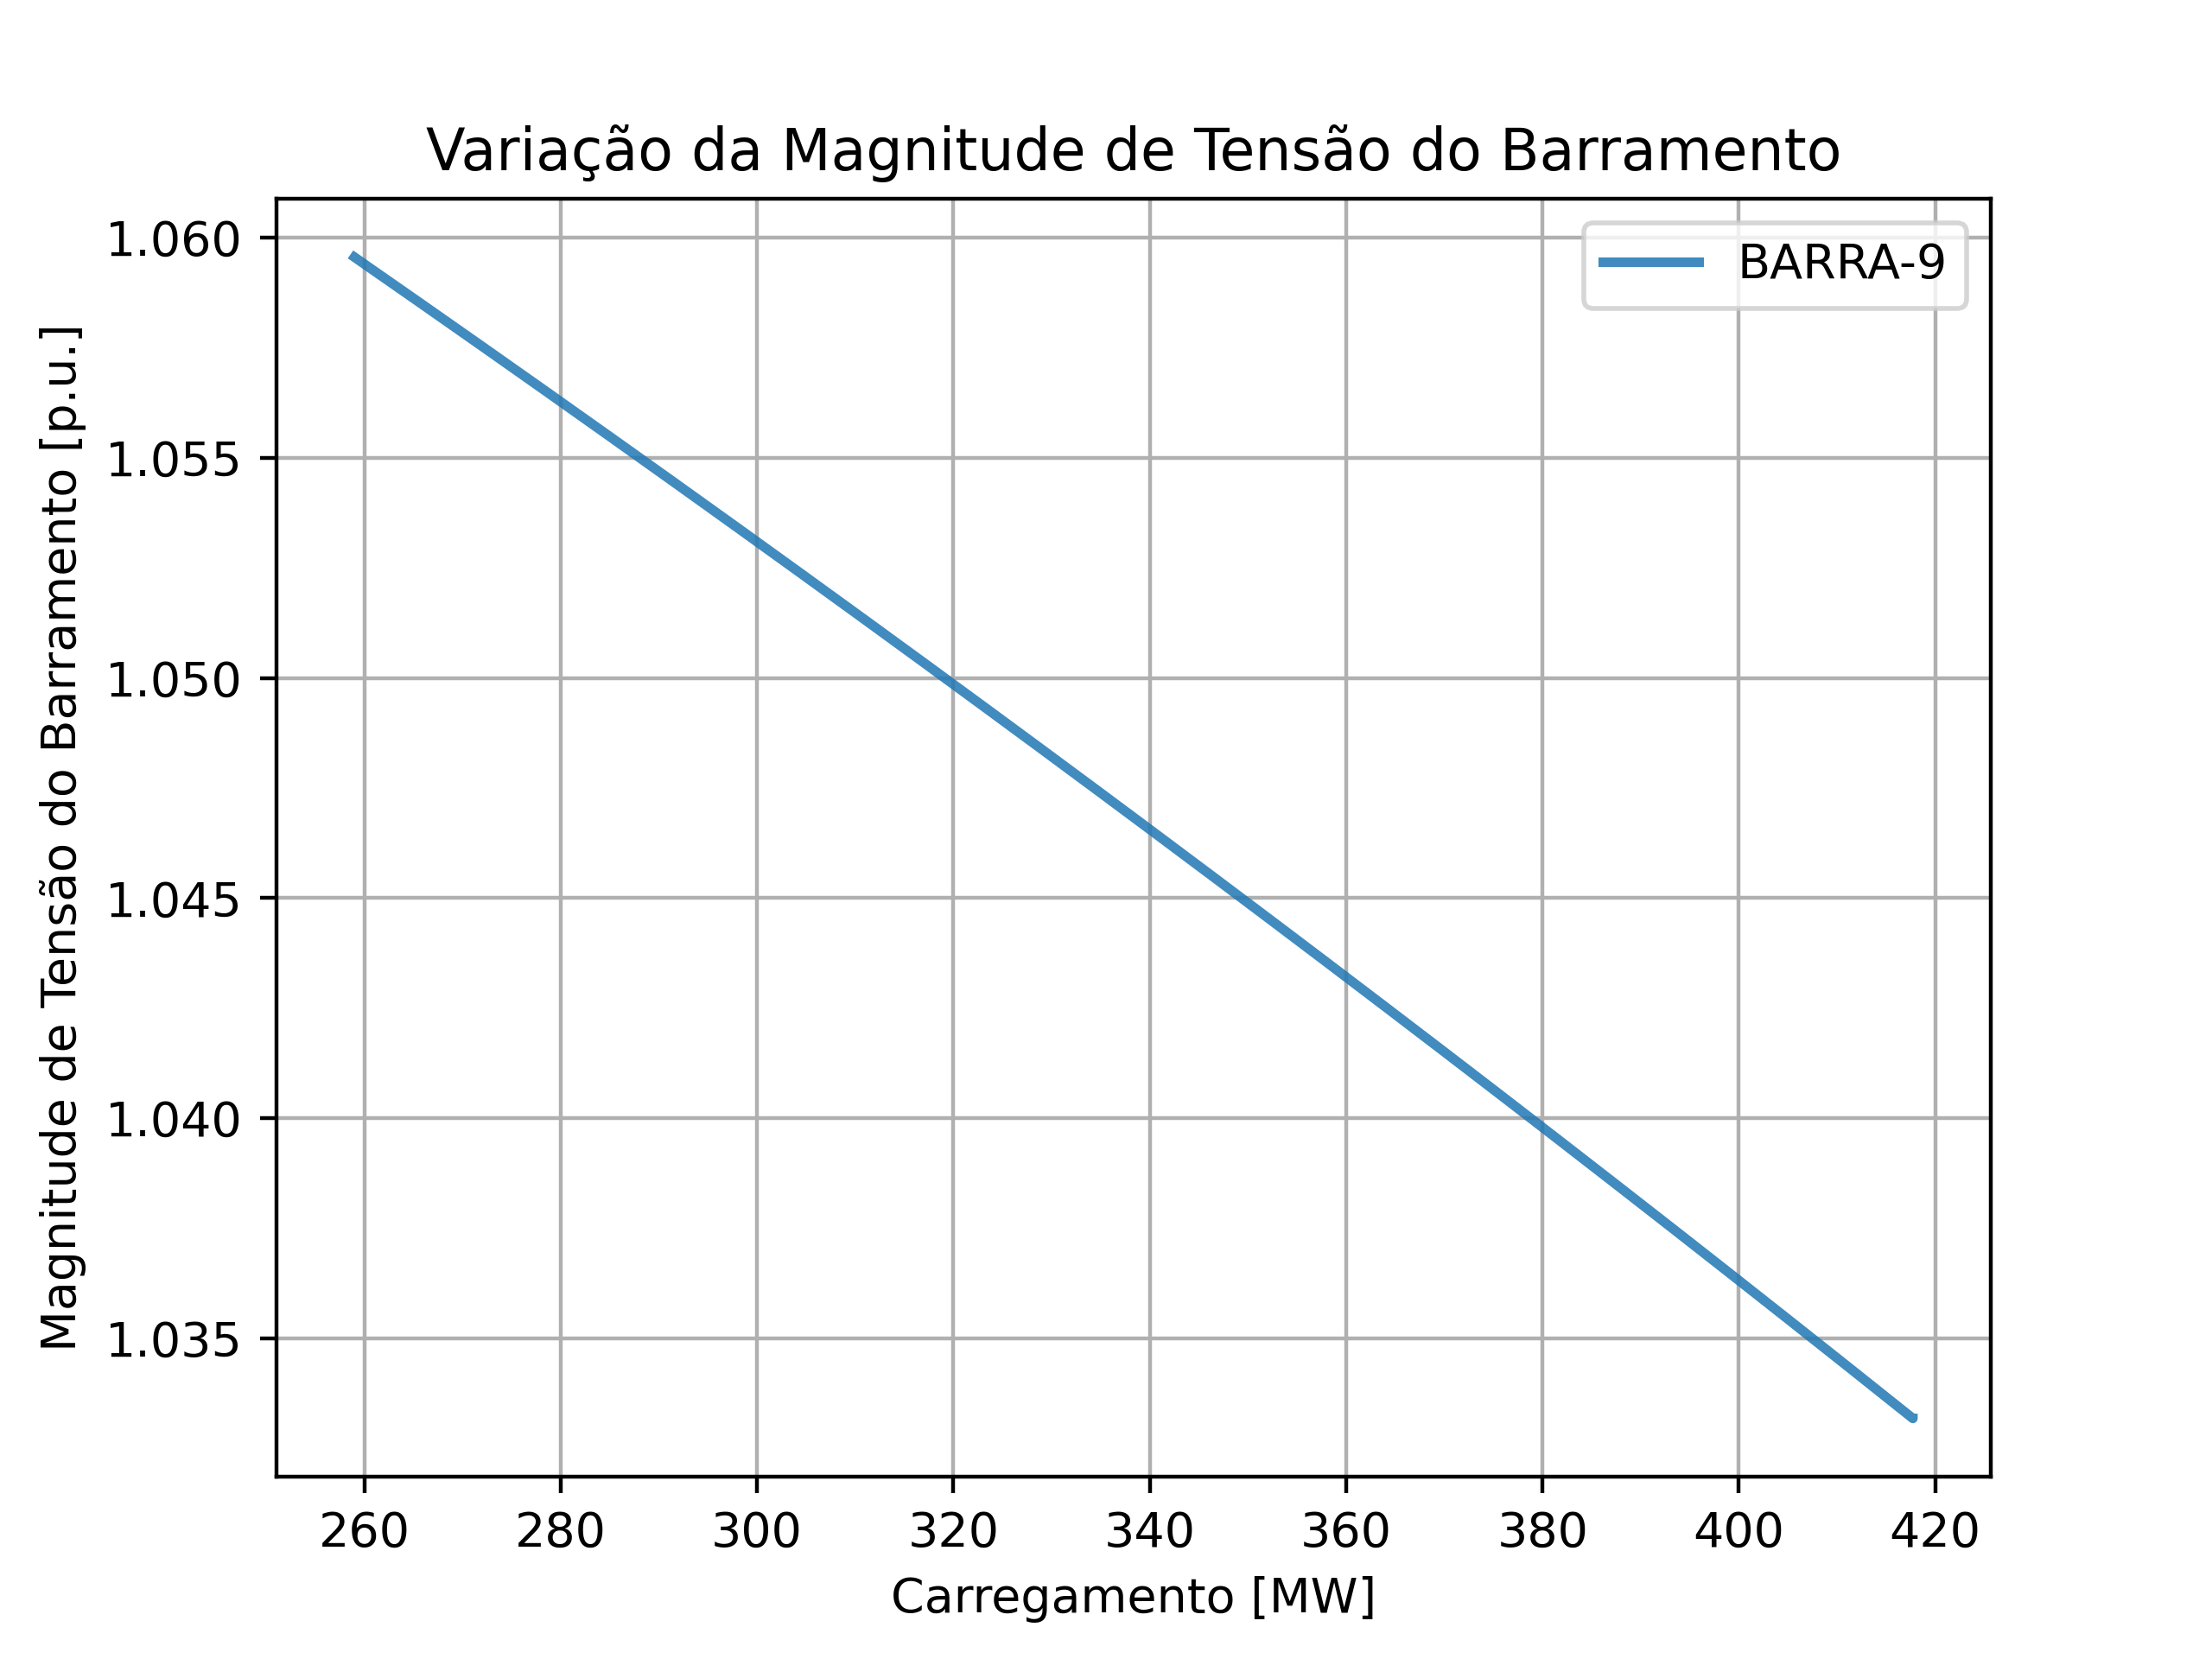 Variação da Magnitude de Tensão do Barramento
BARRA-9
Magnitude de Tensão do Barramento [p.u.]
1.060
1.055
1.050
1.045
1.040
1.035
260 280 300 320 340 360 380 400 420
Carregamento [MW]